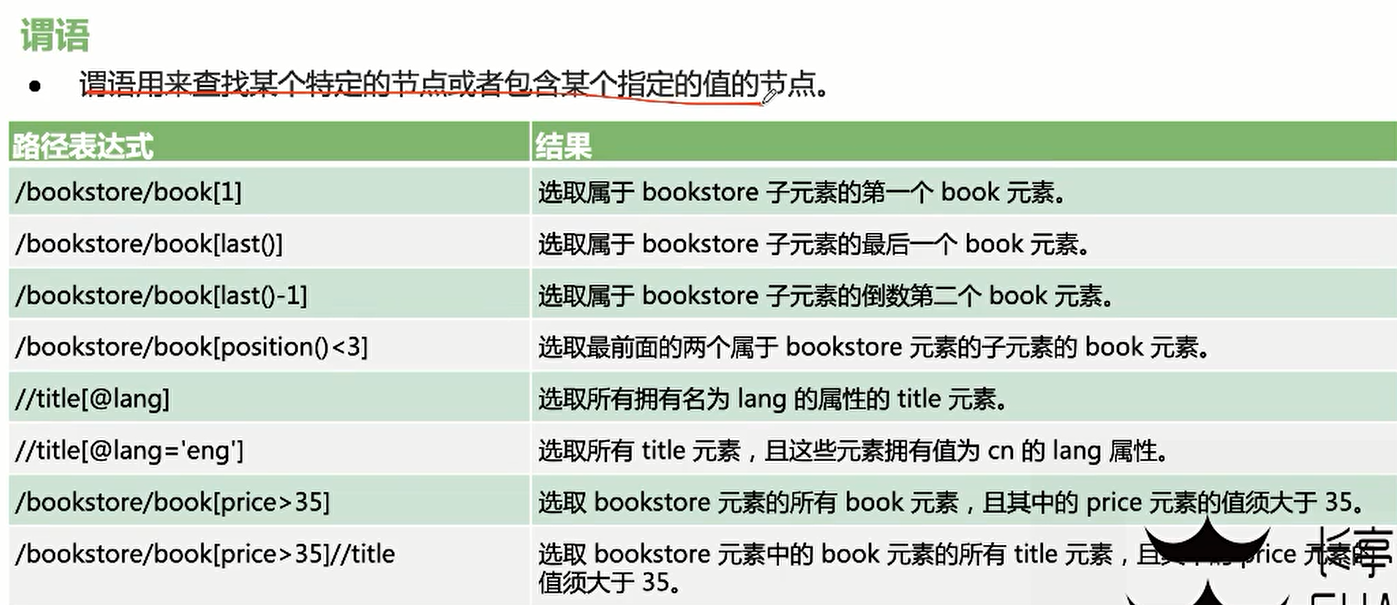 谓语
● 谓语用来查找某个特定的节点或者包含某个指定的值的节点。
路径表达式 结果
/bookstore/book[1] 选取属于 bookstore 子元素的第一个 book 元素。
/bookstore/book[last()] 选取属于 bookstore 子元素的最后一个 book 元素。
/bookstore/book[last()-1] 选取属于 bookstore 子元素的倒数第二个 book 元素。
/bookstore/book[position()<3] 选取最前面的两个属于 bookstore 元素的子元素的 book 元素。
//title[@lang] 选取所有拥有名为 lang 的属性的 title 元素。
//title[@lang='eng'] 选取所有 title 元素，且这些元素拥有值为 cn 的 lang 属性。
/bookstore/book[price>35] 选取 bookstore 元素的所有 book 元素，且其中的 price 元素的值须大于 35。
/bookstore/book[price>35]//title 选取 bookstore 元素中的 book 元素的所有 title 元素，且其中的 price 元素的
值须大于 35。
长亭